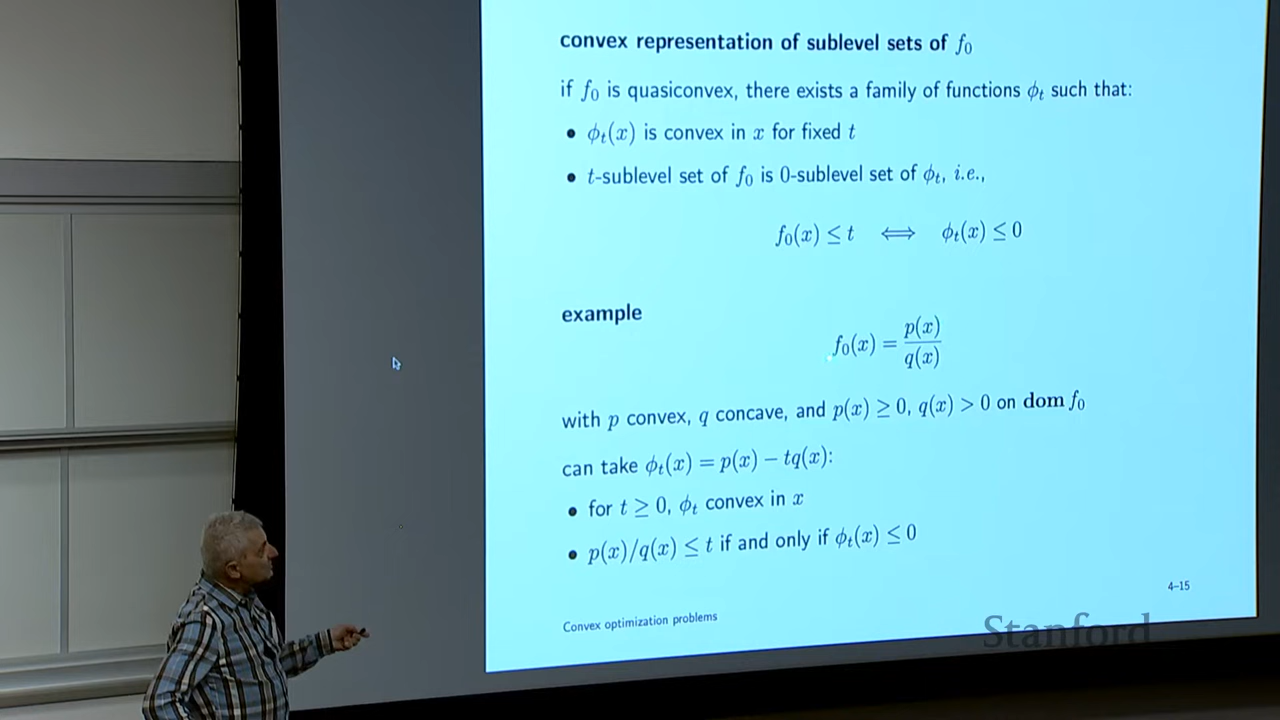 convex representation of sublevel sets of f₀
if f₀ is quasiconvex, there exists a family of functions ϕₜ such that:
• ϕₜ(x) is convex in x for fixed t
• t-sublevel set of f₀ is 0-sublevel set of ϕₜ, i.e.,
f₀(x) ≤ t ⟺ ϕₜ(x) ≤ 0
example
f₀(x) = p(x)/q(x)
with p convex, q concave, and p(x) ≥ 0, q(x) > 0 on dom f₀
can take ϕₜ(x) = p(x) − tq(x):
• for t ≥ 0, ϕₜ convex in x
• p(x)/q(x) ≤ t if and only if ϕₜ(x) ≤ 0
4–15
Convex optimization problems
Stanford